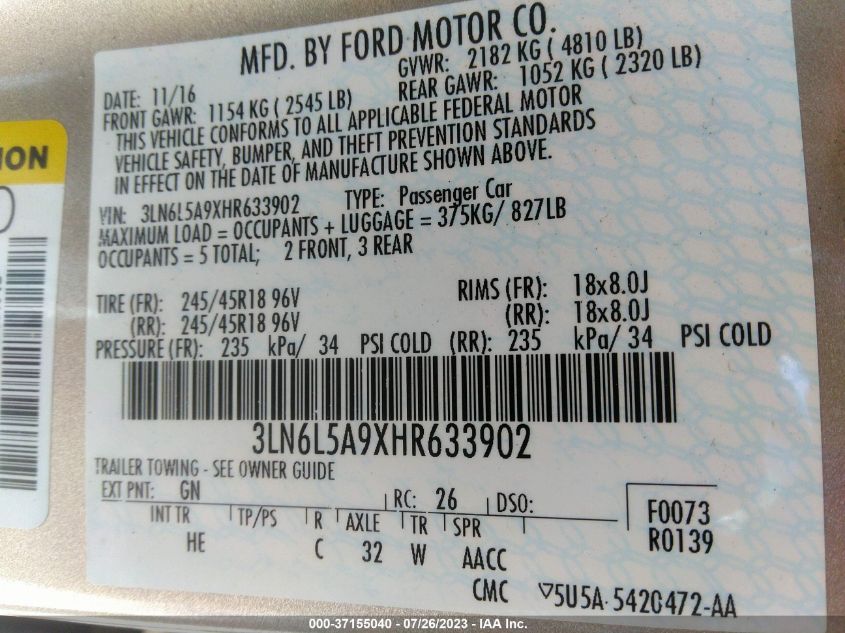 MFD. BY FORD MOTOR CO.
DATE: 11/16 GVWR: 2182 KG ( 4810 LB)
FRONT GAWR: 1154 KG ( 2545 LB) REAR GAWR: 1052 KG ( 2320 LB)
THIS VEHICLE CONFORMS TO ALL APPLICABLE FEDERAL MOTOR
VEHICLE SAFETY, BUMPER, AND THEFT PREVENTION STANDARDS
IN EFFECT ON THE DATE OF MANUFACTURE SHOWN ABOVE.
VIN: 3LN6L5A9XHR633902 TYPE: Passenger Car
MAXIMUM LOAD = OCCUPANTS + LUGGAGE = 375KG/ 827LB
OCCUPANTS = 5 TOTAL; 2 FRONT, 3 REAR
TIRE (FR): 245/45R18 96V RIMS (FR): 18x8.0J
(RR): 245/45R18 96V (RR): 18x8.0J
PRESSURE (FR): 235 kPa/ 34 PSI COLD (RR): 235 kPa/ 34 PSI COLD
3LN6L5A9XHR633902
TRAILER TOWING - SEE OWNER GUIDE
EXT PNT: GN RC: 26 DSO:
INT TR TP/PS R AXLE TR SPR
HE C 32 W AACC
CMC
F0073
R0139
▽5U5A-5420472-AA
000-37155040 - 07/26/2023 - IAA Inc.